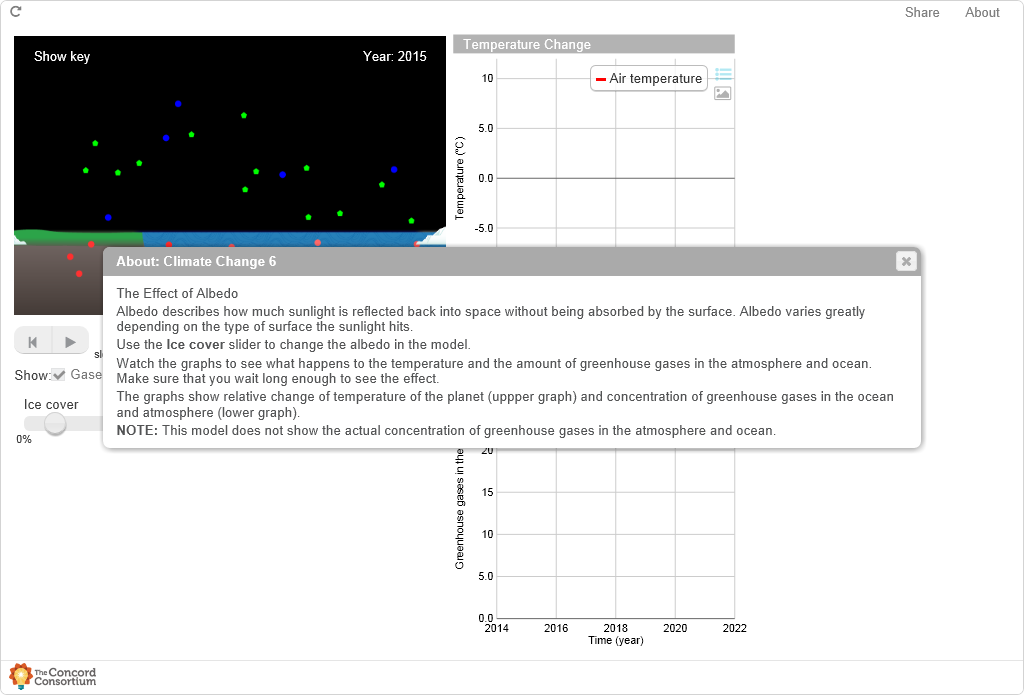 Share
About
Show key
Year: 2015
Temperature Change
Air temperature
10
5.0
0.0
-5.0
Temperature (°C)
About: Climate Change 6
The Effect of Albedo
Albedo describes how much sunlight is reflected back into space without being absorbed by the surface. Albedo varies greatly
depending on the type of surface the sunlight hits.
Use the Ice cover slider to change the albedo in the model.
Watch the graphs to see what happens to the temperature and the amount of greenhouse gases in the atmosphere and ocean.
Make sure that you wait long enough to see the effect.
The graphs show relative change of temperature of the planet (uppper graph) and concentration of greenhouse gases in the ocean
and atmosphere (lower graph).
NOTE: This model does not show the actual concentration of greenhouse gases in the atmosphere and ocean.
Show:
Gase
Ice cover
0%
Greenhouse gases in the
20
15
10
5.0
0.0
2014 2016 2018 2020 2022
Time (year)
The Concord
Consortium